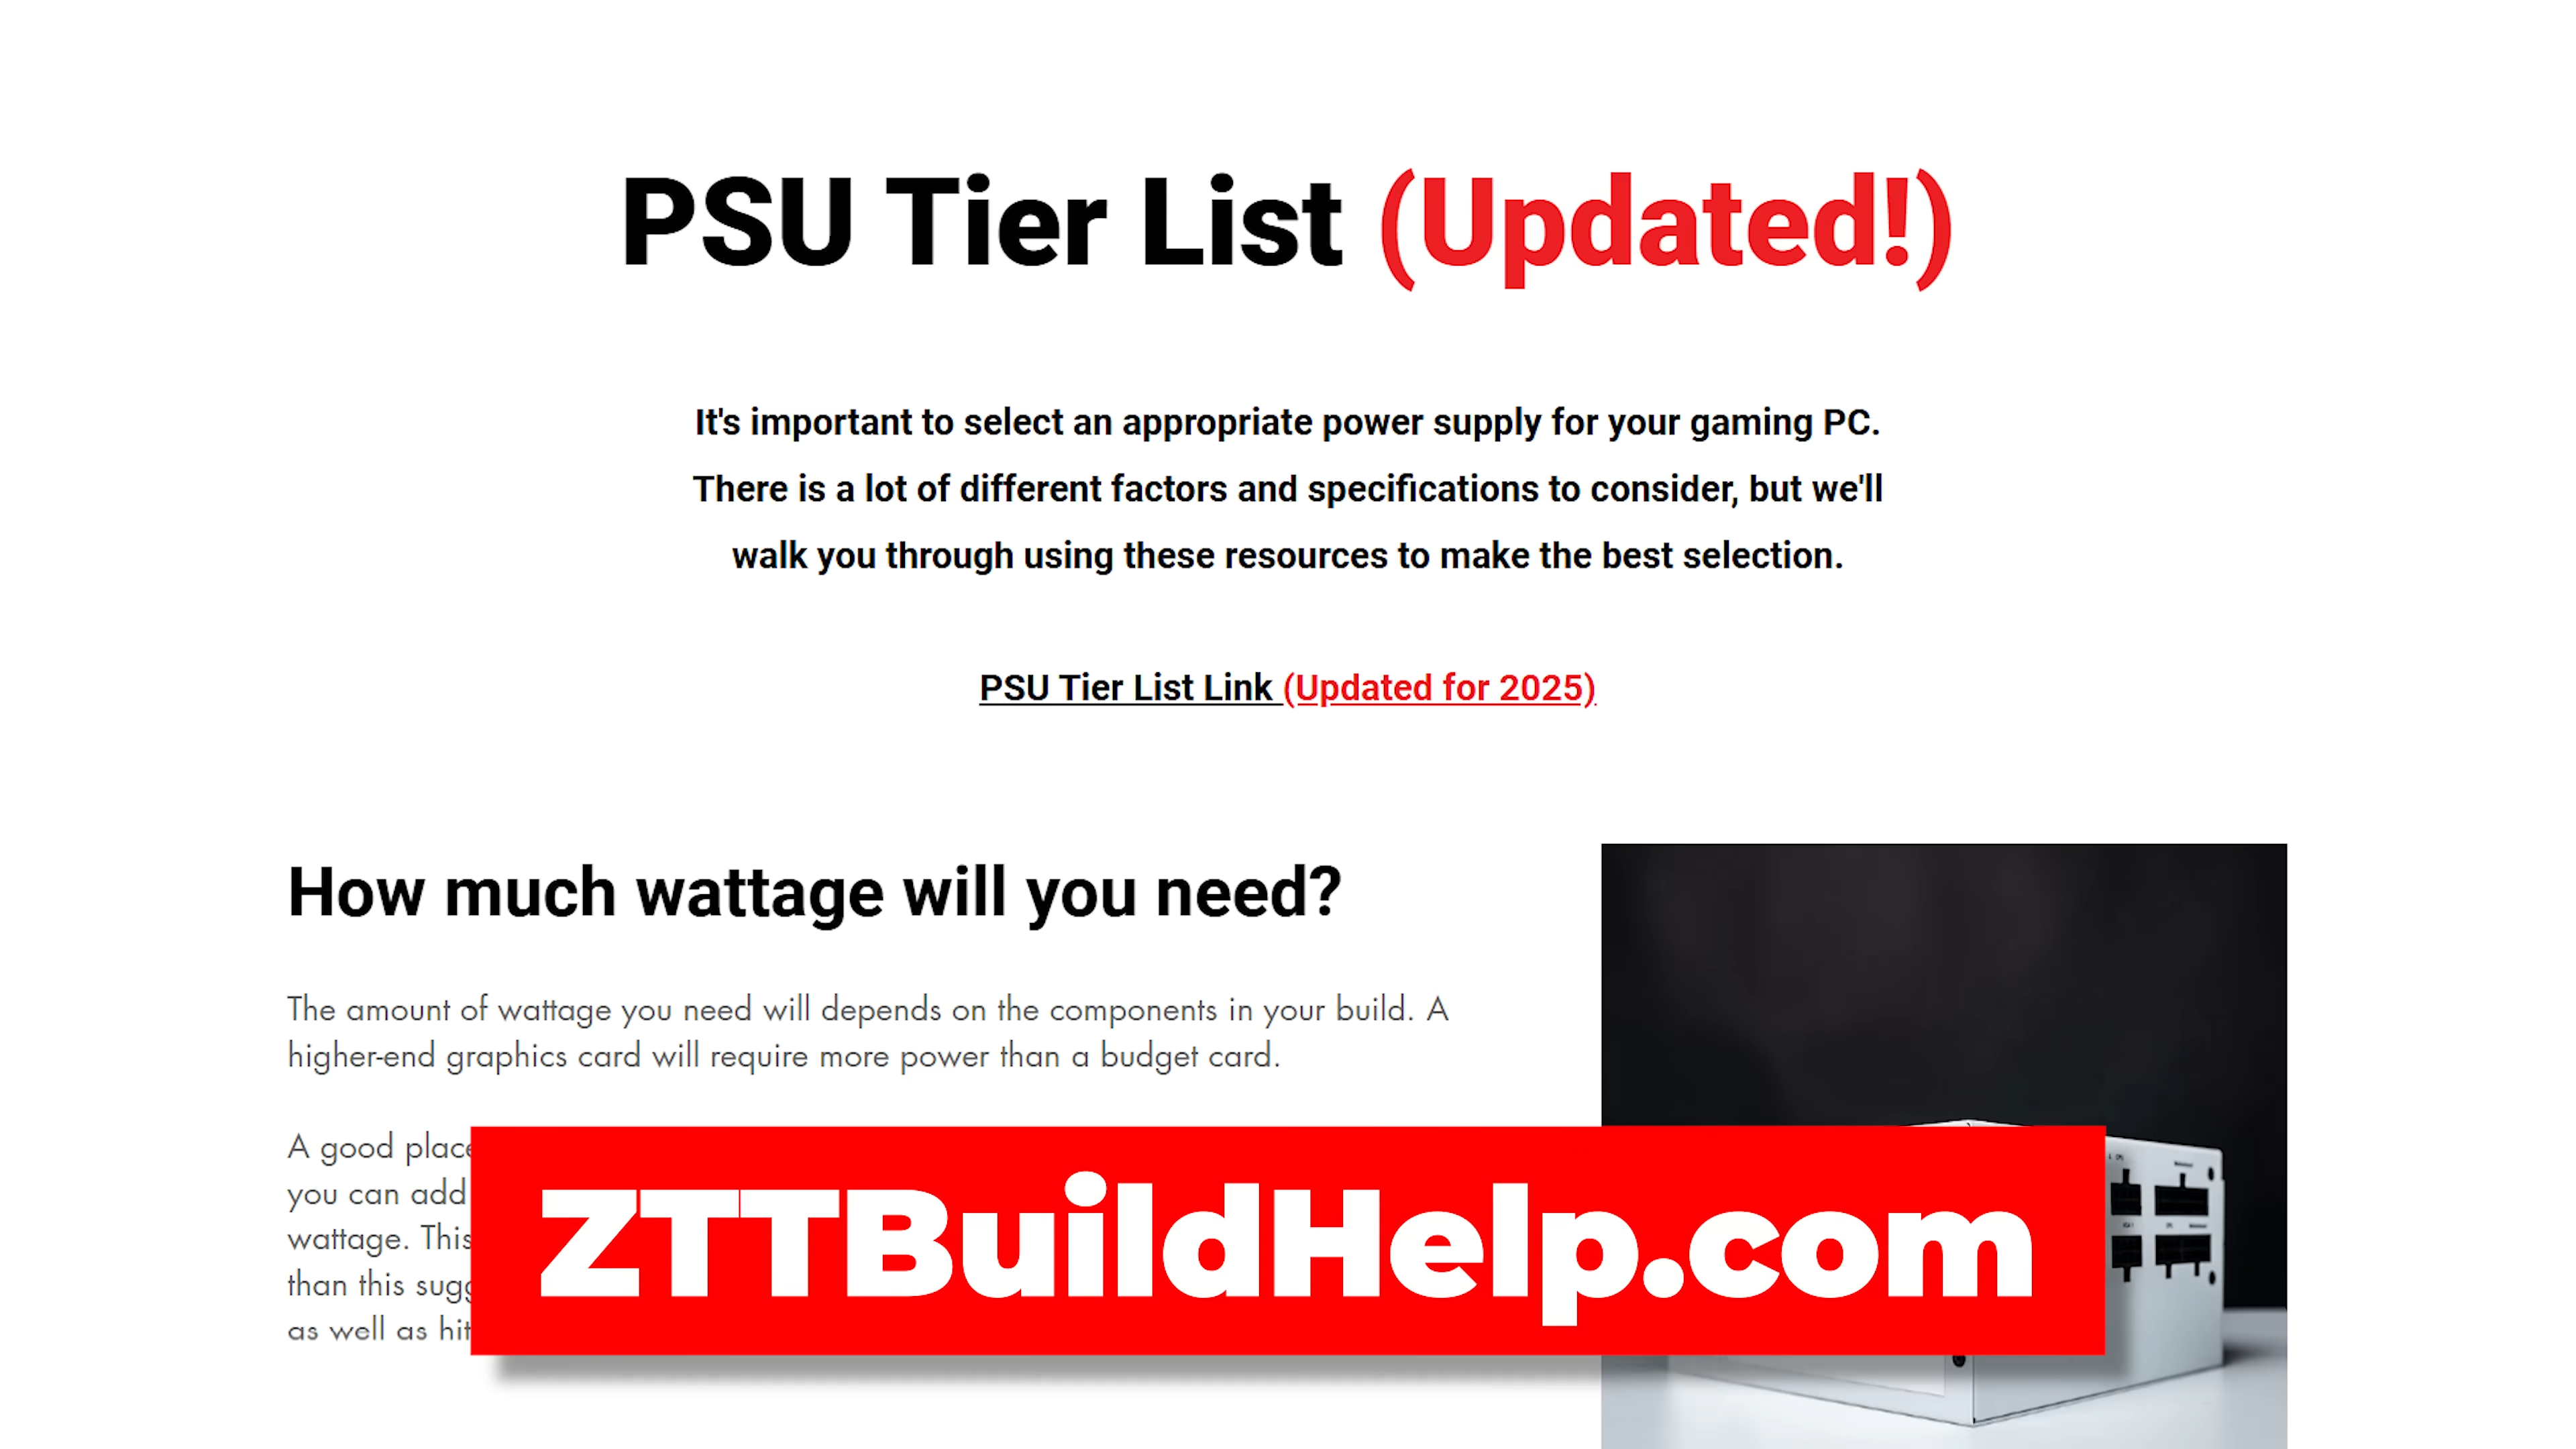 PSU Tier List (Updated!)
It's important to select an appropriate power supply for your gaming PC.
There is a lot of different factors and specifications to consider, but we'll
walk you through using these resources to make the best selection.
PSU Tier List Link (Updated for 2025)
How much wattage will you need?
The amount of wattage you need will depends on the components in your build. A
higher-end graphics card will require more power than a budget card.
A good place
you can add
wattage. This
than this
as well as hit
ZTTBuildHelp.com